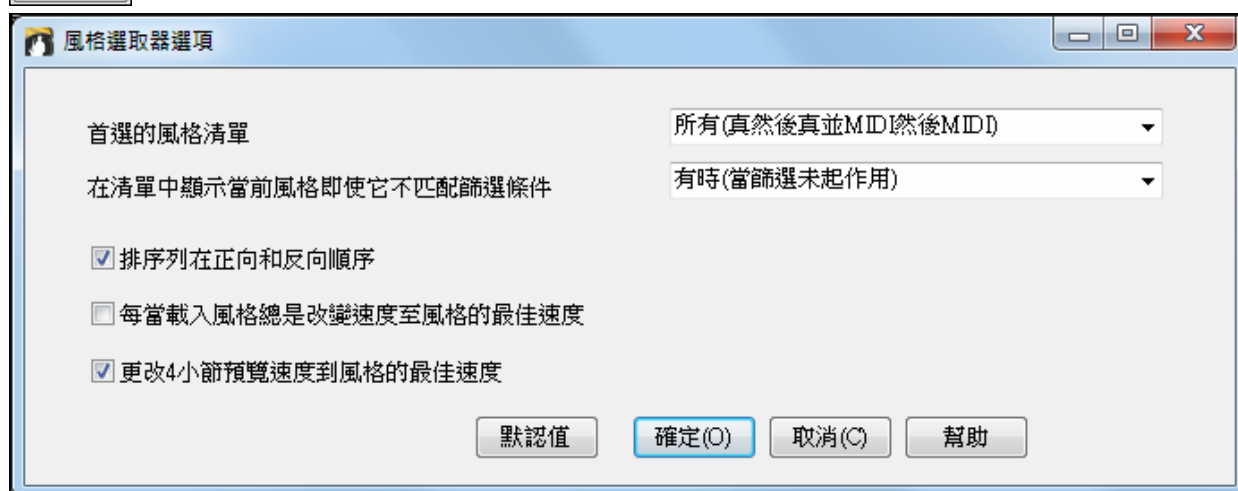 風格選取器選項
首選的風格清單 所有(真然後真並MIDI然後MIDI)
在清單中顯示當前風格即使它不匹配篩選條件 有時(當篩選未起作用)
排序列在正向和反向順序
每當載入風格總是改變速度至風格的最佳速度
更改4小節預覽速度到風格的最佳速度
默認值 確定(O) 取消(C) 幫助